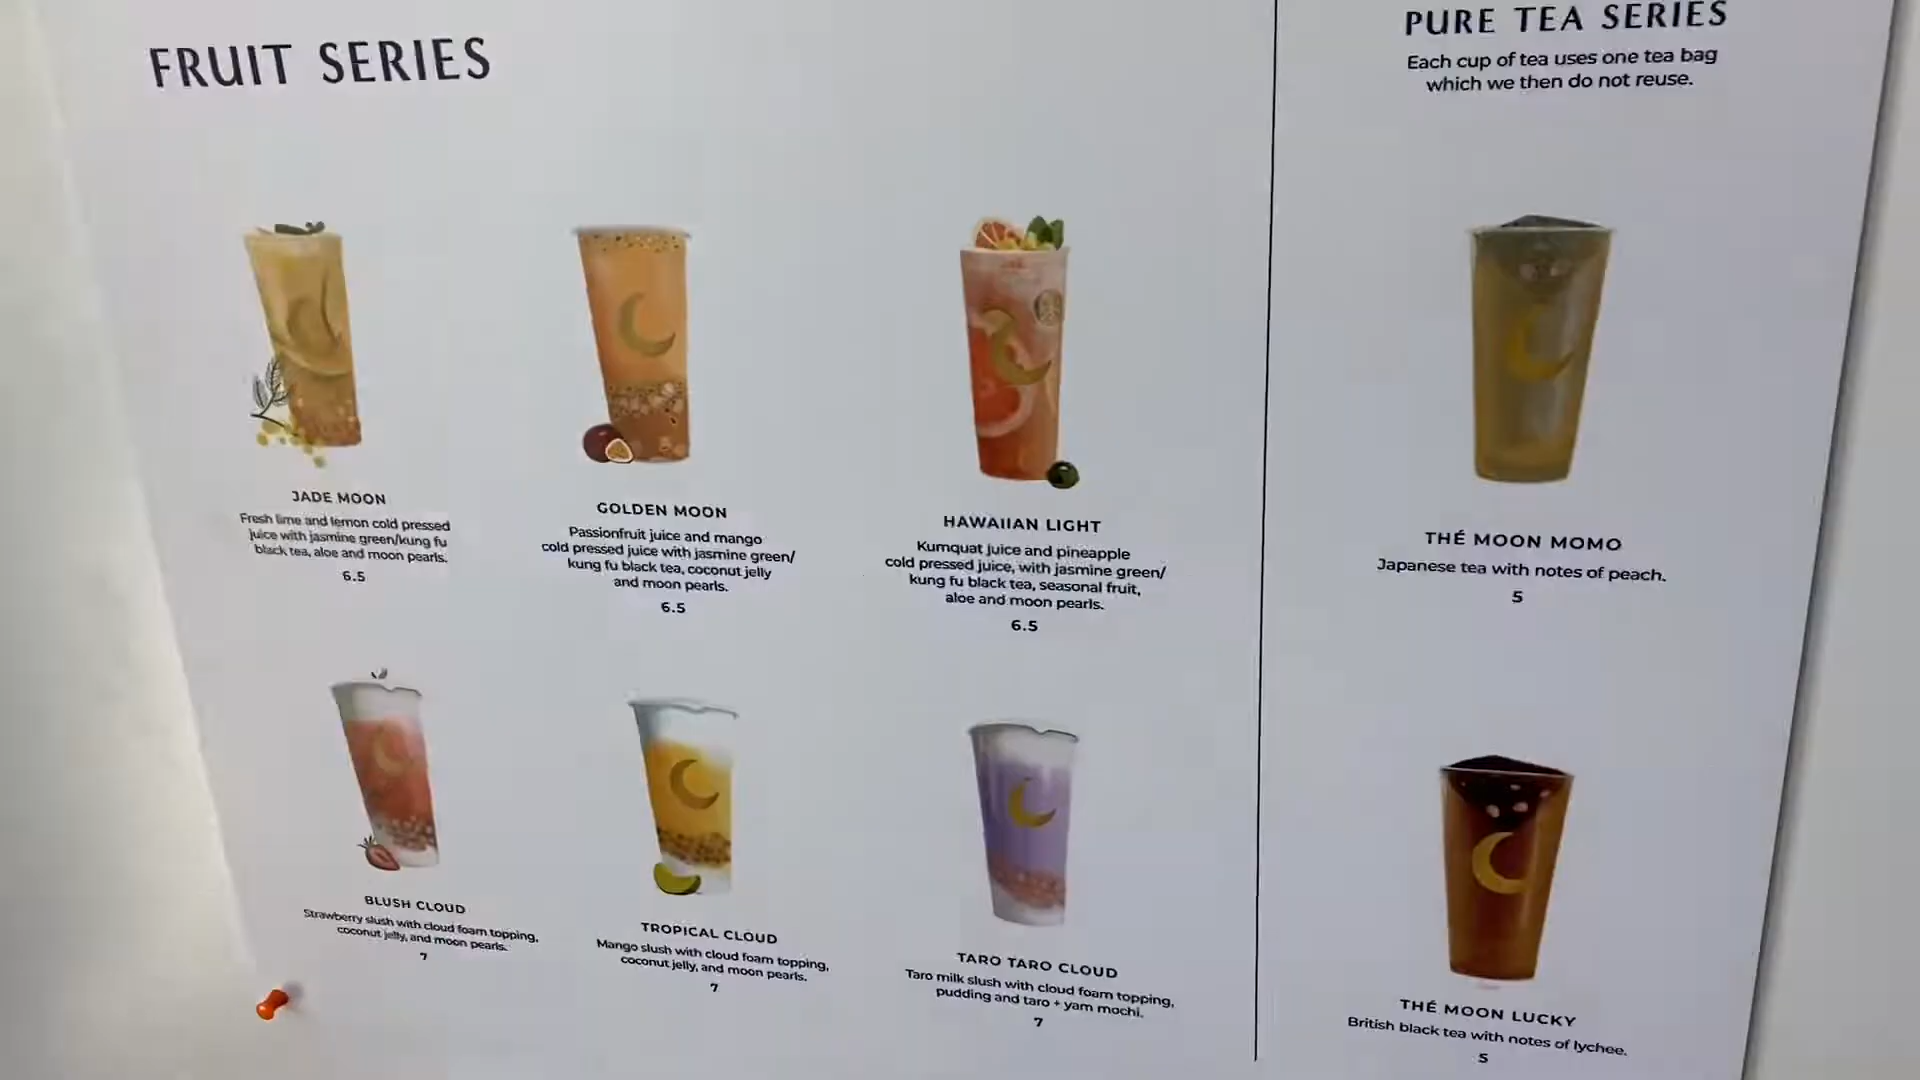 FRUIT SERIES
JADE MOON
Fresh lime and lemon cold pressed
juice with jasmine green/kung fu
black tea, aloe and moon pearls.
6.5
GOLDEN MOON
Passionfruit juice and mango
cold pressed juice with jasmine green/
kung fu black tea, coconut jelly
and moon pearls.
6.5
HAWAIIAN LIGHT
Kumquat juice and pineapple
cold pressed juice, with jasmine green/
kung fu black tea, seasonal fruit,
aloe and moon pearls.
6.5
BLUSH CLOUD
Strawberry slush with cloud foam topping,
coconut jelly, and moon pearls.
7
TROPICAL CLOUD
Mango slush with cloud foam topping,
coconut jelly, and moon pearls.
7
TARO TARO CLOUD
Taro milk slush with cloud foam topping,
pudding and taro + yam mochi.
7
PURE TEA SERIES
Each cup of tea uses one tea bag
which we then do not reuse.
THÉ MOON MOMO
Japanese tea with notes of peach.
5
THÉ MOON LUCKY
British black tea with notes of lychee.
5